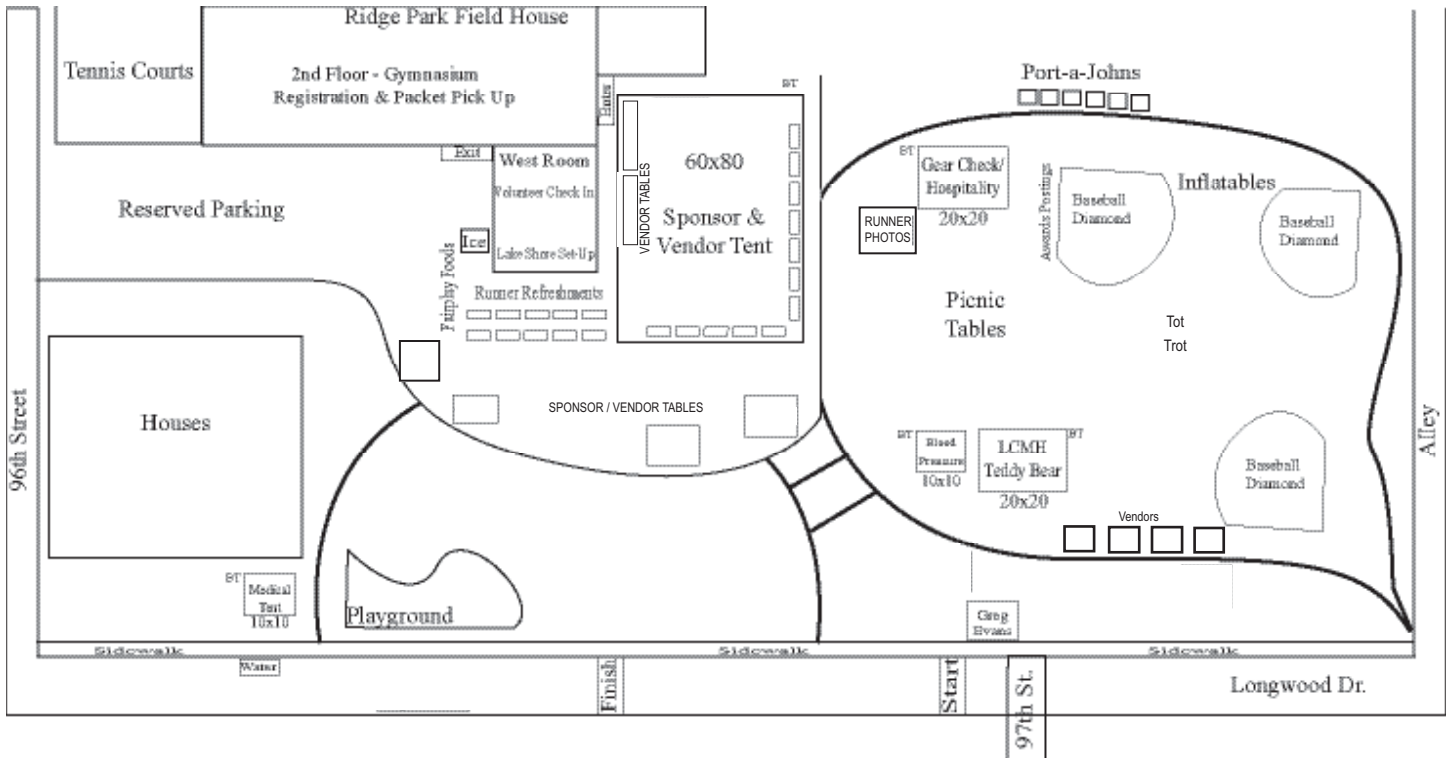 Ridge Park Field House
Tennis Courts
2nd Floor - Gymnasium
Registration & Packet Pick Up
Entry
BT
Port-a-Johns
Exit
West Room
Volunteer Check In
Lake Shore Set-Up
Ice
Fairplay Foods
Runner Refreshments
VENDOR TABLES
60x80
Sponsor &
Vendor Tent
Reserved Parking
BT
Gear Check/
Hospitality
20x20
RUNNER
PHOTOS
Awards Postings
Baseball
Diamond
Inflatables
Baseball
Diamond
Picnic
Tables
Tot
Trot
96th Street
Houses
SPONSOR / VENDOR TABLES
BT
Blood
Pressure
10x10
LCMH
Teddy Bear
BT
20x20
Baseball
Diamond
Vendors
Alley
BT
Medical
Tent
10x10
Playground
Greg
Evans
Sidewalk
Sidewalk
Sidewalk
Water
Finish
Start
97th St.
Longwood Dr.